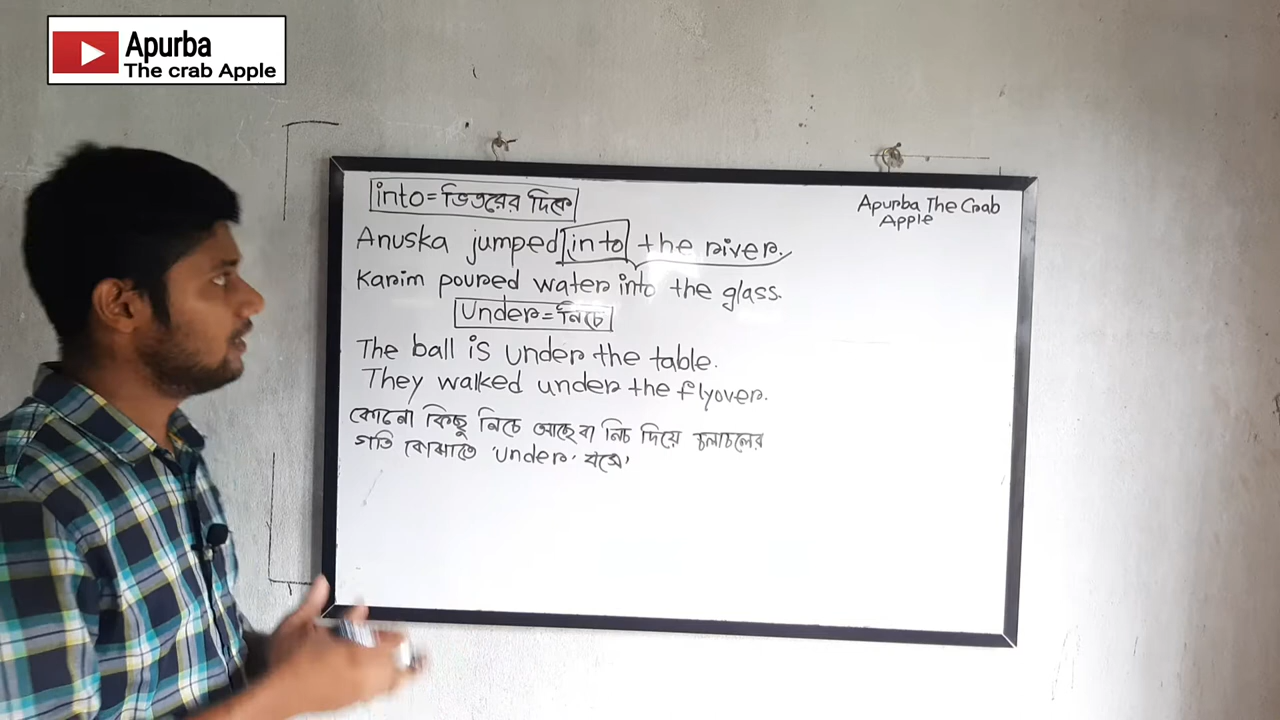 Apurba
The crab Apple
into=ভিতরের দিকে
Apurba The Crab
Apple
Anuska jumped into the river.
Karim poured water into the glass.
Under=নিচে
The ball is under the table.
They walked under the flyover.
কোনো কিছু নিচে আছে বা নিচ দিয়ে চলাচলের
গতি বোঝাতে 'under' বসে।